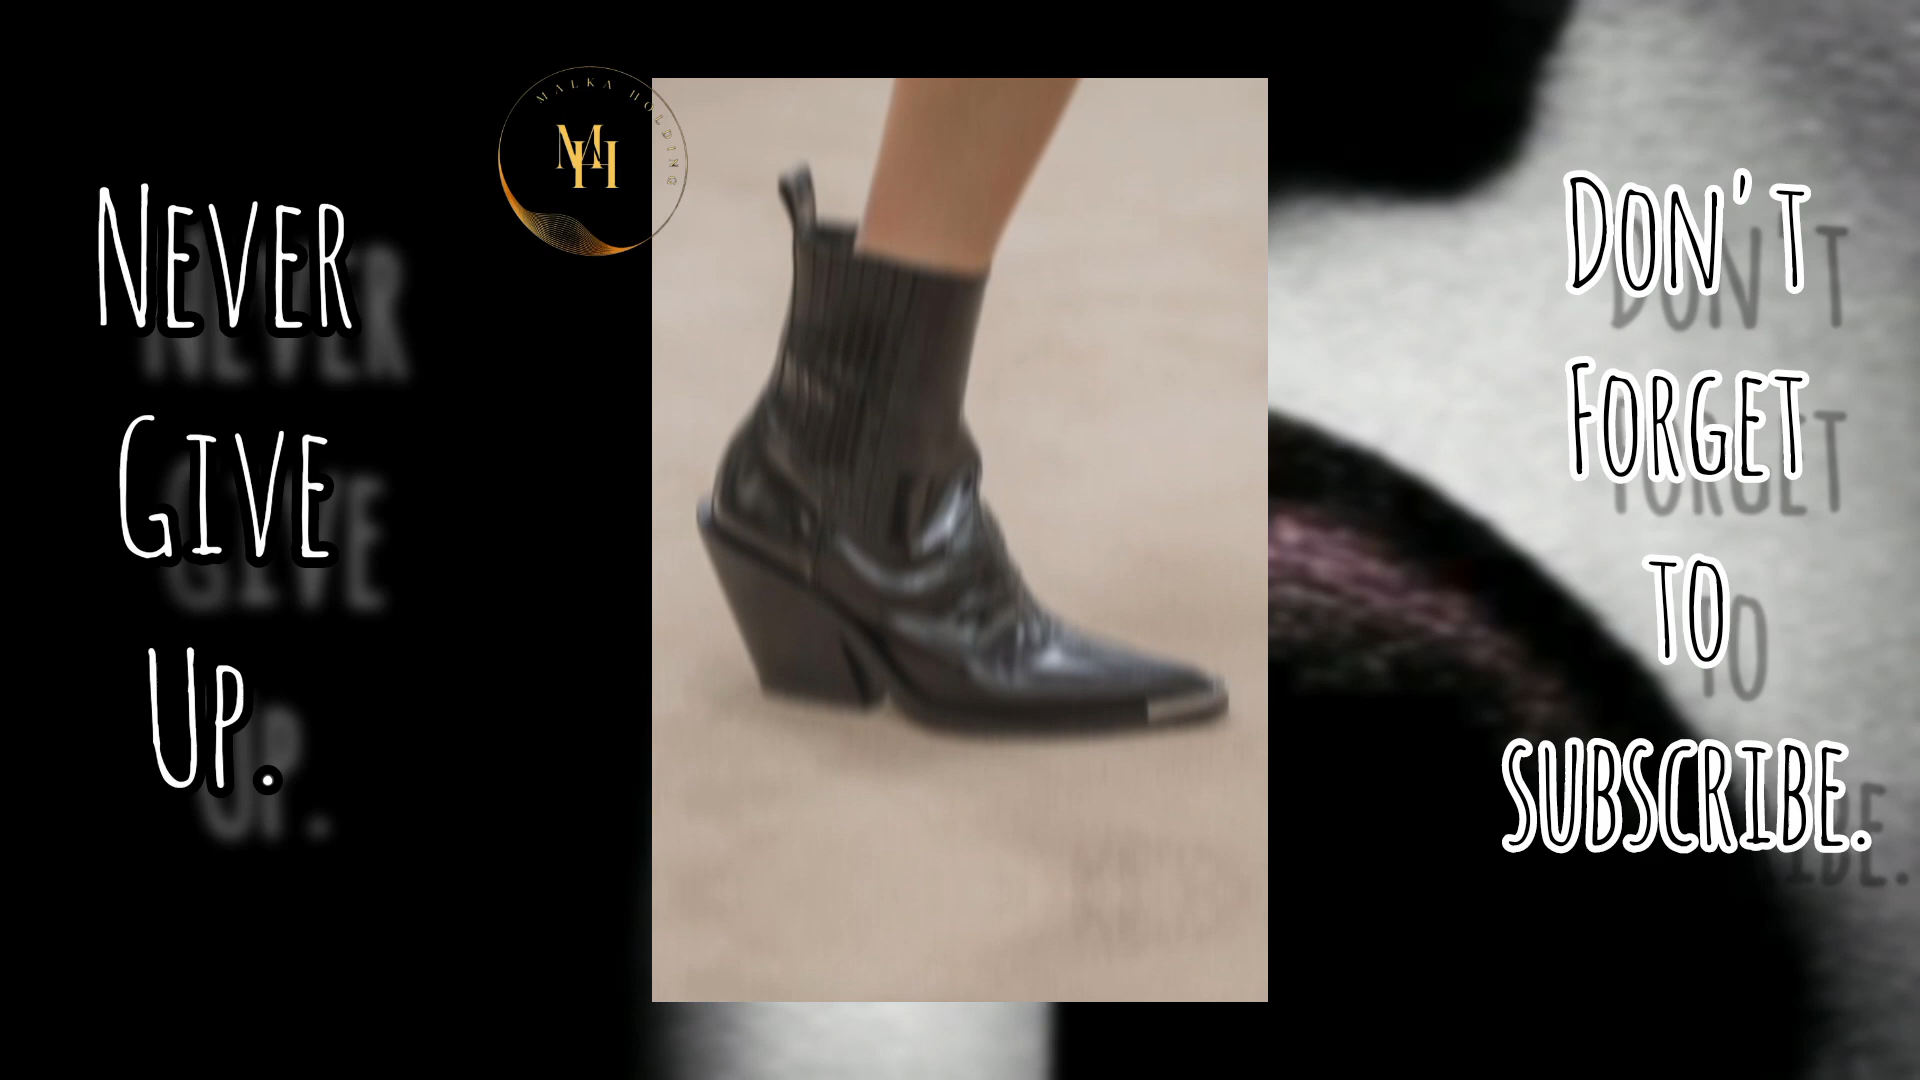 Never
Give
Up.
MALKA HOLDING
MH
Don't
Forget
to
subscribe.